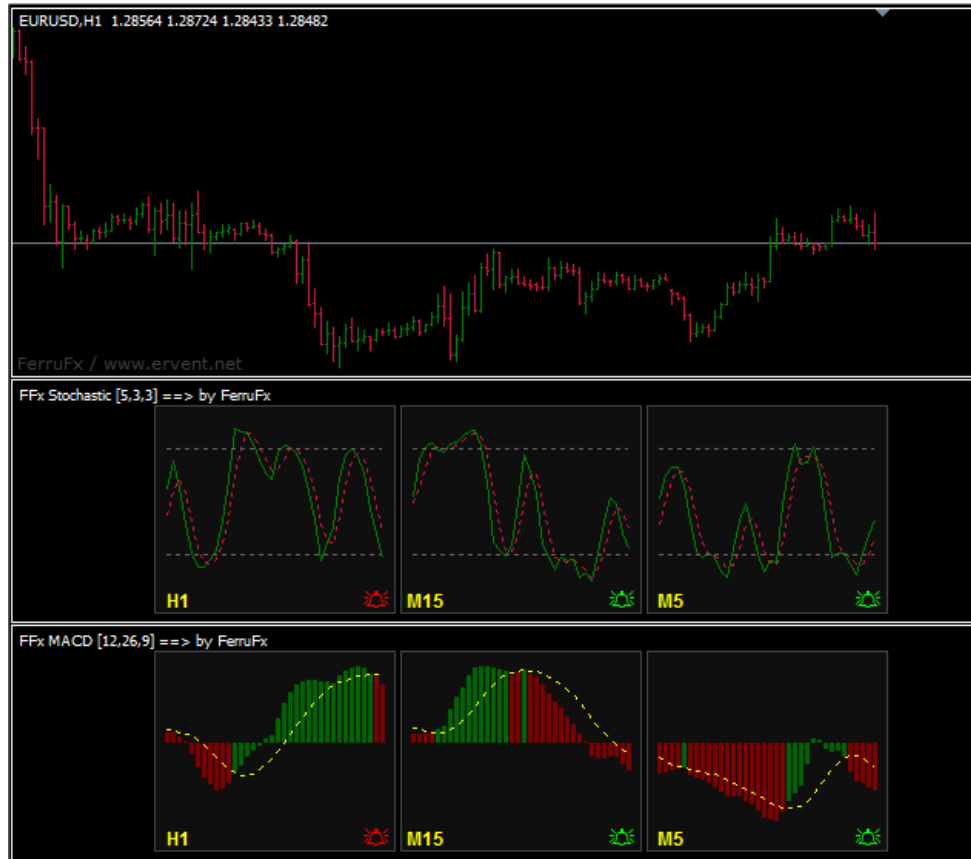 EURUSD,H1 1.28564 1.28724 1.28433 1.28482
FerruFx / www.ervent.net
FFx Stochastic [5,3,3] ==> by FerruFx
H1
M15
M5
FFx MACD [12,26,9] ==> by FerruFx
H1
M15
M5